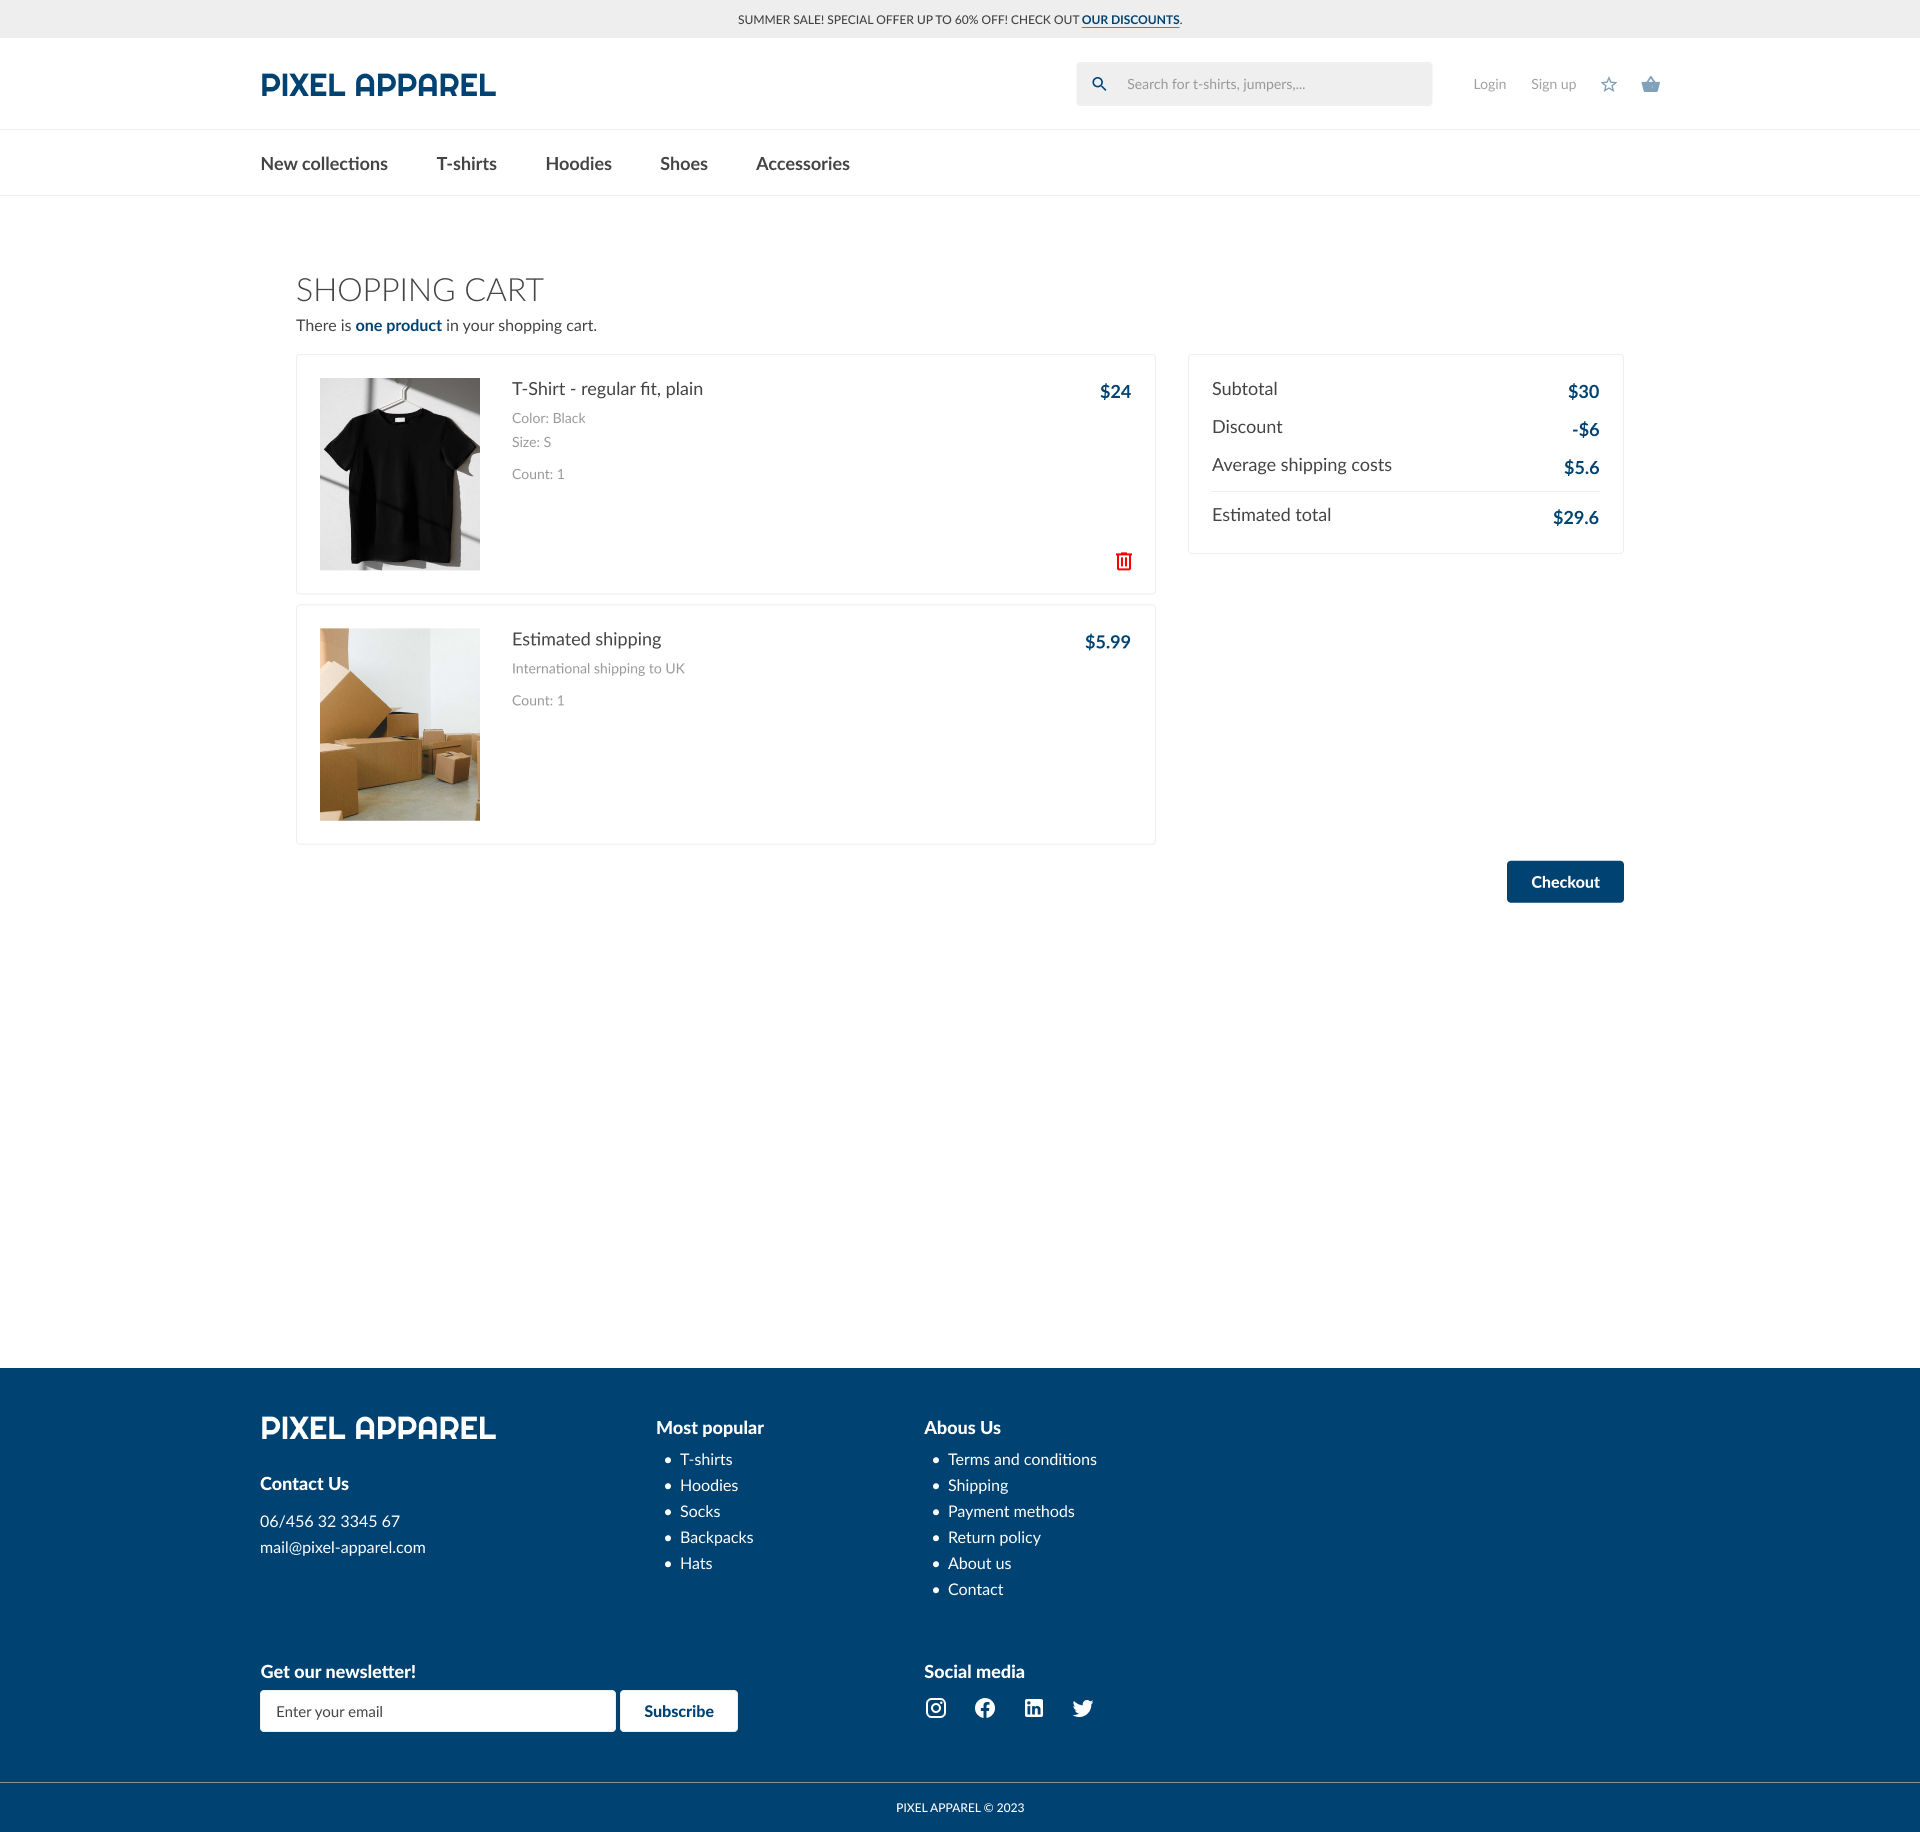 SUMMER SALE! SPECIAL OFFER UP TO 60% OFF! CHECK OUT OUR DISCOUNTS.
PIXEL APPAREL
Search for t-shirts, jumpers,...
Login
Sign up
New collections
T-shirts
Hoodies
Shoes
Accessories
SHOPPING CART
There is one product in your shopping cart.
T-Shirt - regular fit, plain
$24
Color: Black
Size: S
Count: 1
Estimated shipping
$5.99
International shipping to UK
Count: 1
Subtotal $30
Discount -$6
Average shipping costs $5.6
Estimated total $29.6
Checkout
PIXEL APPAREL
Contact Us
06/456 32 3345 67
mail@pixel-apparel.com
Most popular
• T-shirts
• Hoodies
• Socks
• Backpacks
• Hats
Abous Us
• Terms and conditions
• Shipping
• Payment methods
• Return policy
• About us
• Contact
Get our newsletter!
Enter your email
Subscribe
Social media
PIXEL APPAREL © 2023